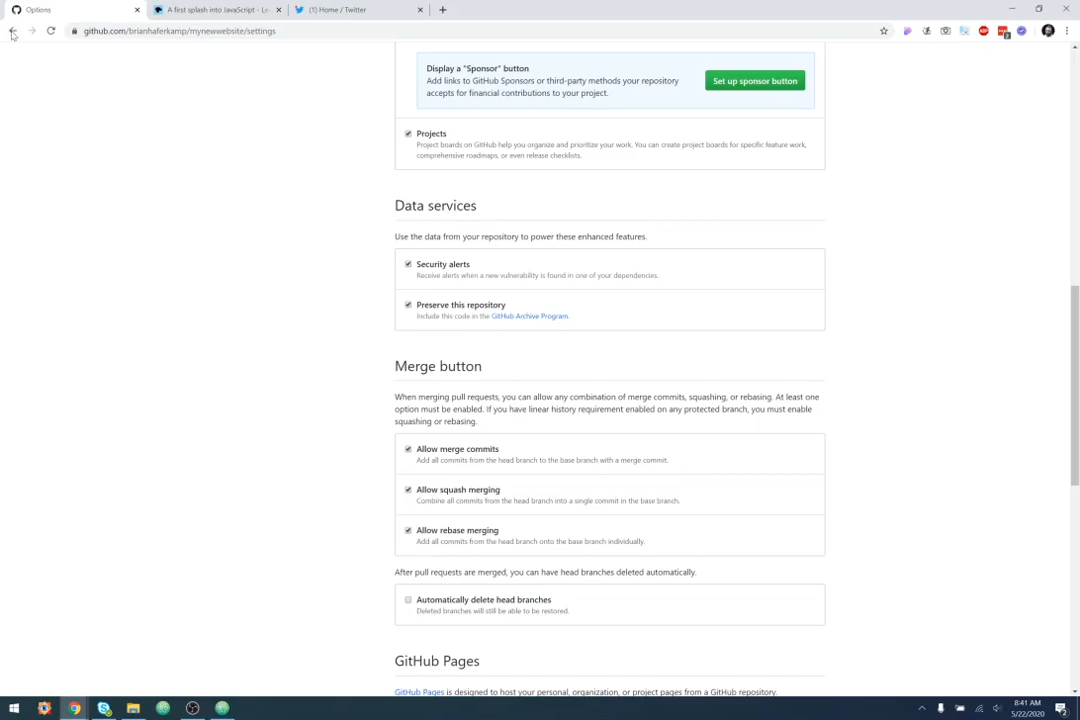 Options
A first splash into JavaScript - Le
(1) Home / Twitter
github.com/brianhaferkamp/mynewwebsite/settings
Display a "Sponsor" button
Add links to GitHub Sponsors or third-party methods your repository
accepts for financial contributions to your project.
Set up sponsor button
Projects
Project boards on GitHub help you organize and prioritize your work. You can create project boards for specific feature work,
comprehensive roadmaps, or even release checklists.
Data services
Use the data from your repository to power these enhanced features.
Security alerts
Receive alerts when a new vulnerability is found in one of your dependencies.
Preserve this repository
Include this code in the GitHub Archive Program.
Merge button
When merging pull requests, you can allow any combination of merge commits, squashing, or rebasing. At least one
option must be enabled. If you have linear history requirement enabled on any protected branch, you must enable
squashing or rebasing.
Allow merge commits
Add all commits from the head branch to the base branch with a merge commit.
Allow squash merging
Combine all commits from the head branch into a single commit in the base branch.
Allow rebase merging
Add all commits from the head branch onto the base branch individually.
After pull requests are merged, you can have head branches deleted automatically.
Automatically delete head branches
Deleted branches will still be able to be restored.
GitHub Pages
GitHub Pages is designed to host your personal, organization, or project pages from a GitHub repository.
8:41 AM
5/22/2020